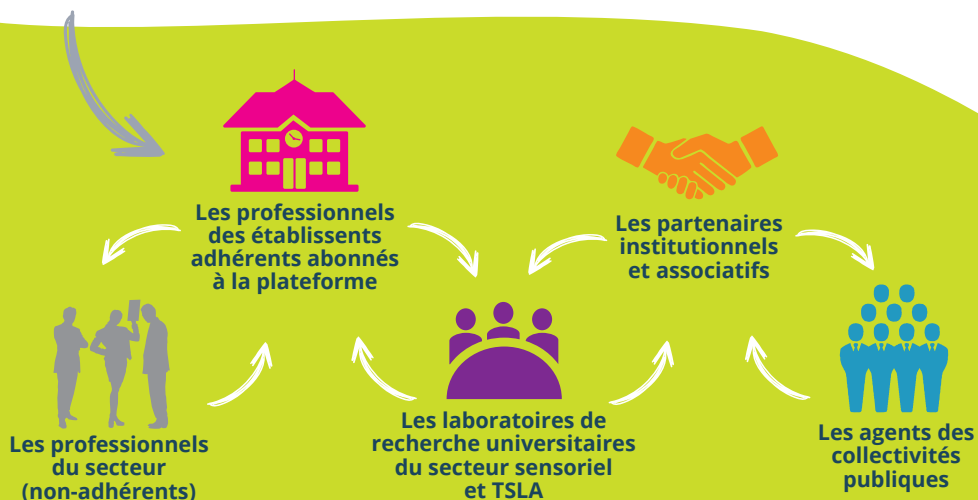 Les professionnels
des établissents
adhérents abonnés
à la plateforme
Les partenaires
institutionnels
et associatifs
Les professionnels
du secteur
(non-adhérents)
Les laboratoires de
recherche universitaires
du secteur sensoriel
et TSLA
Les agents des
collectivités
publiques